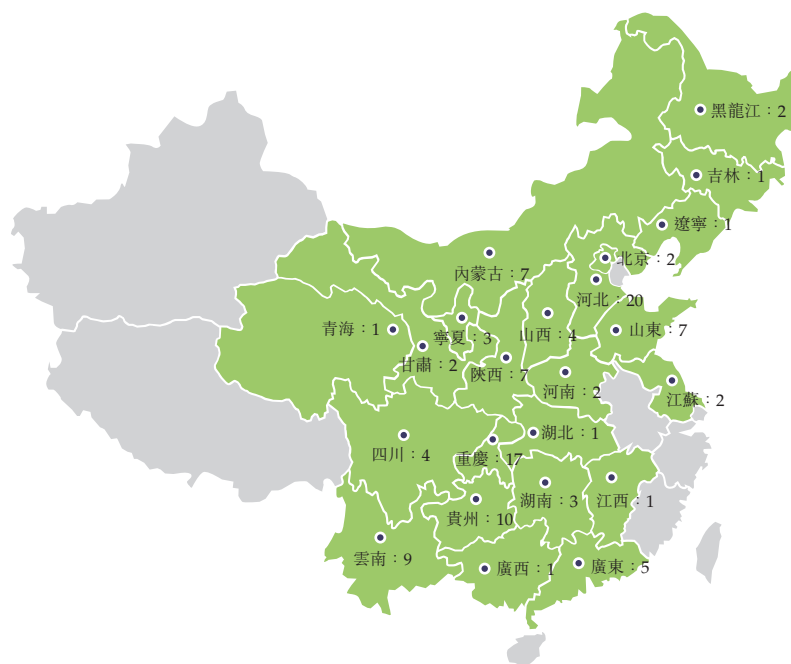 黑龍江：2
吉林：1
遼寧：1
北京：2
內蒙古：7
河北：20
青海：1
寧夏：3
山西：4
山東：7
甘肅：2
陝西：7
河南：2
江蘇：2
湖北：1
四川：4
重慶：17
湖南：3
江西：1
貴州：10
雲南：9
廣西：1
廣東：5